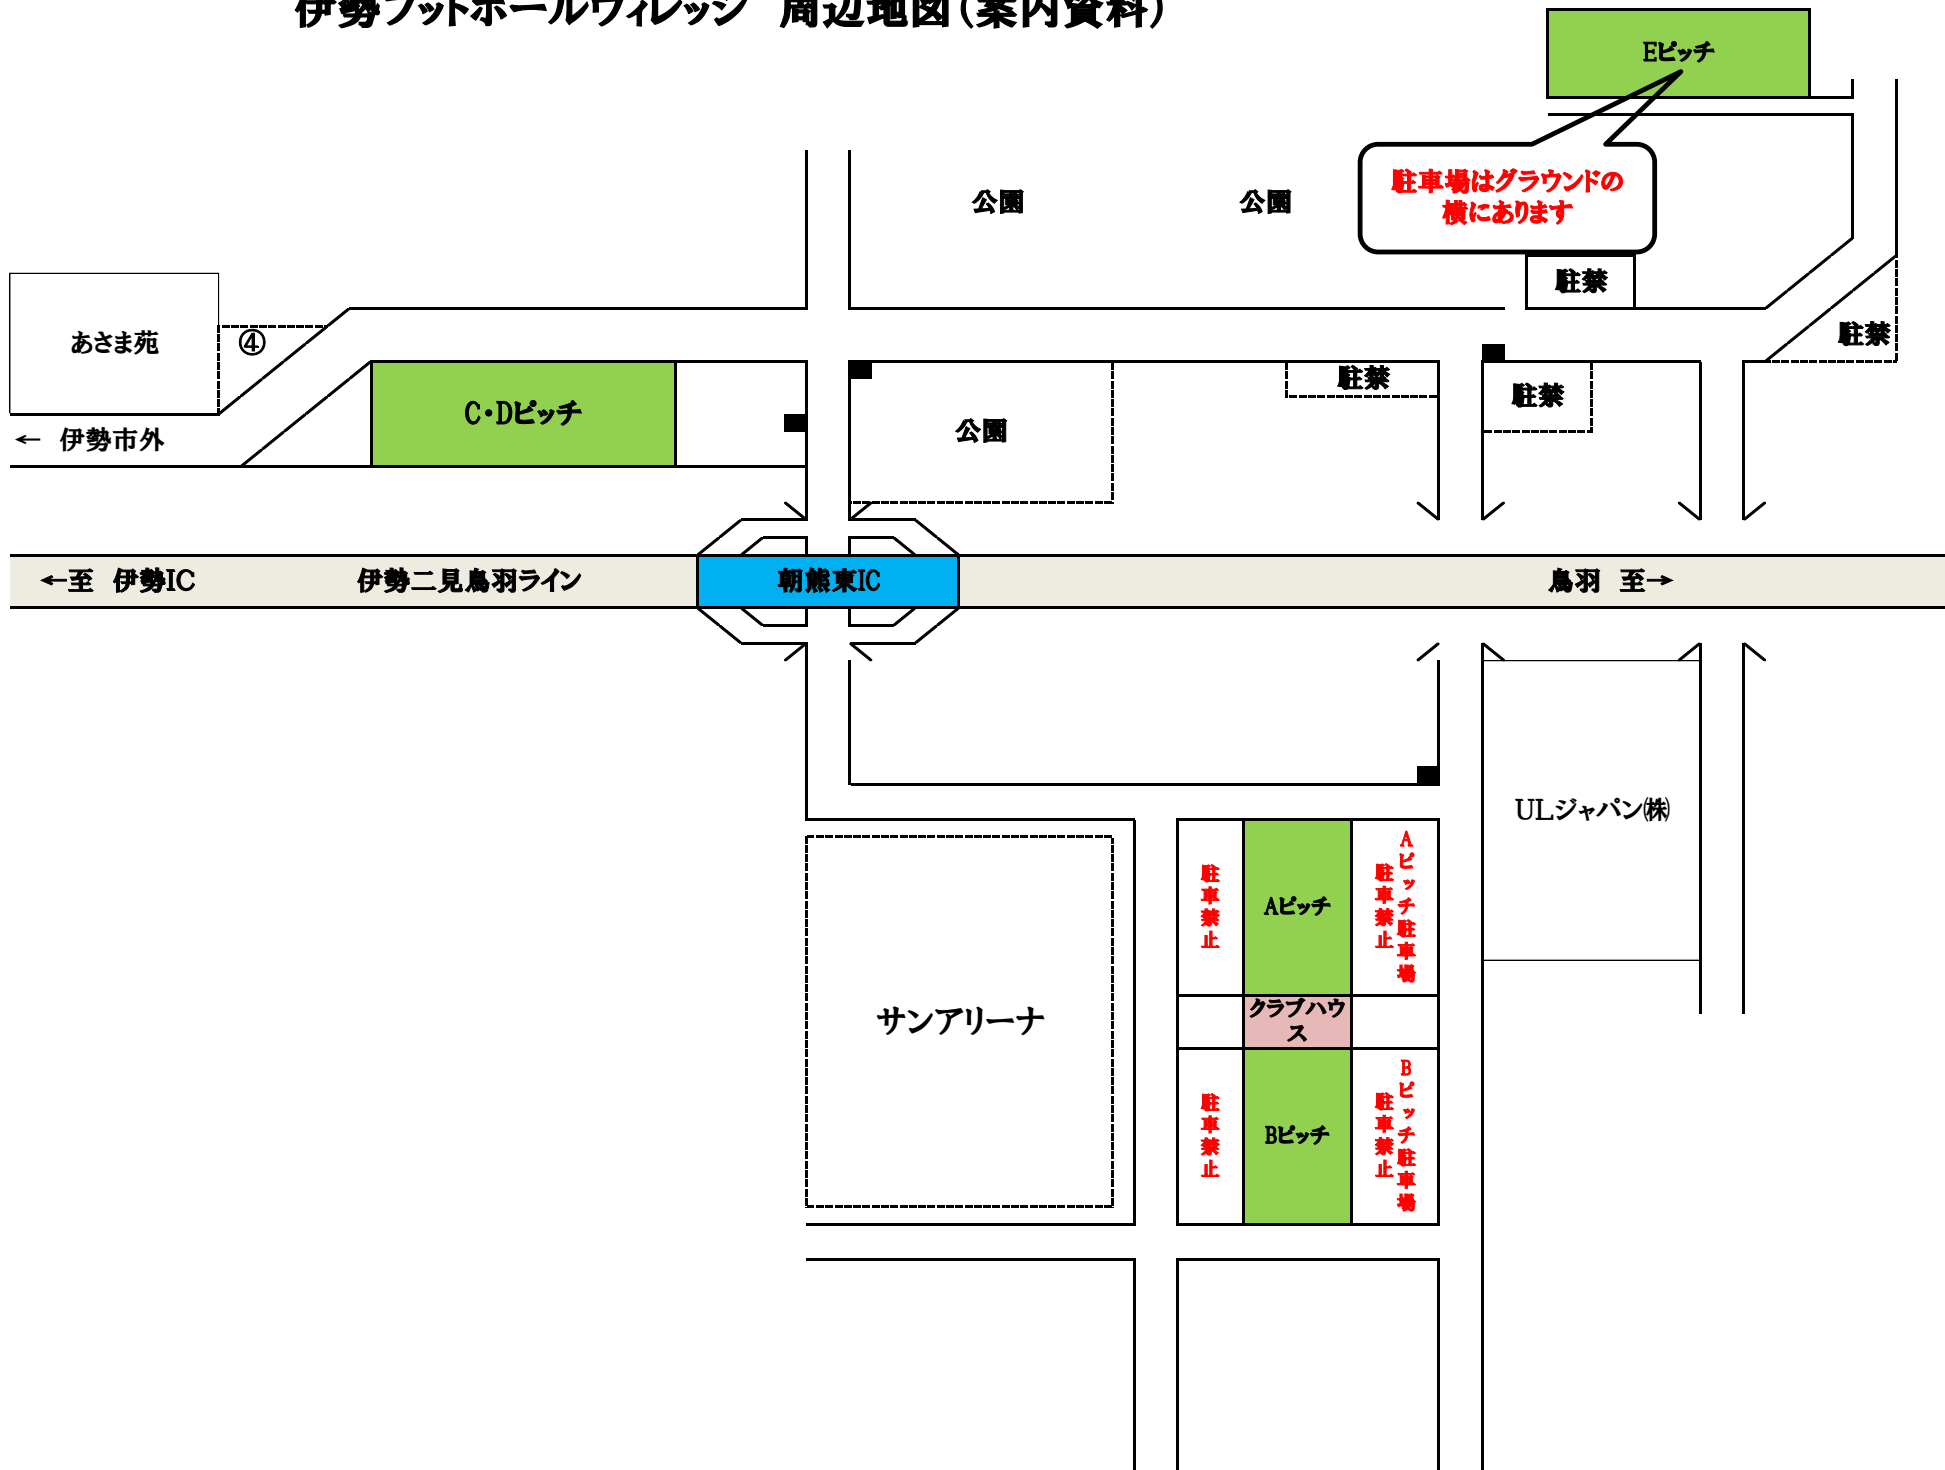 伊勢フットボールヴィレッジ 周辺地図(案内資料)
Eピッチ
駐車場はグラウンドの
横にあります
公園
公園
駐禁
駐禁
あさま苑
④
C・Dピッチ
公園
駐禁
駐禁
← 伊勢市外
←至 伊勢IC
伊勢二見鳥羽ライン
朝熊東IC
鳥羽 至→
ULジャパン㈱
サンアリーナ
駐車禁止
Aピッチ
Aピッチ駐車場
駐車禁止
クラブハウ
ス
駐車禁止
Bピッチ
Bピッチ駐車場
駐車禁止